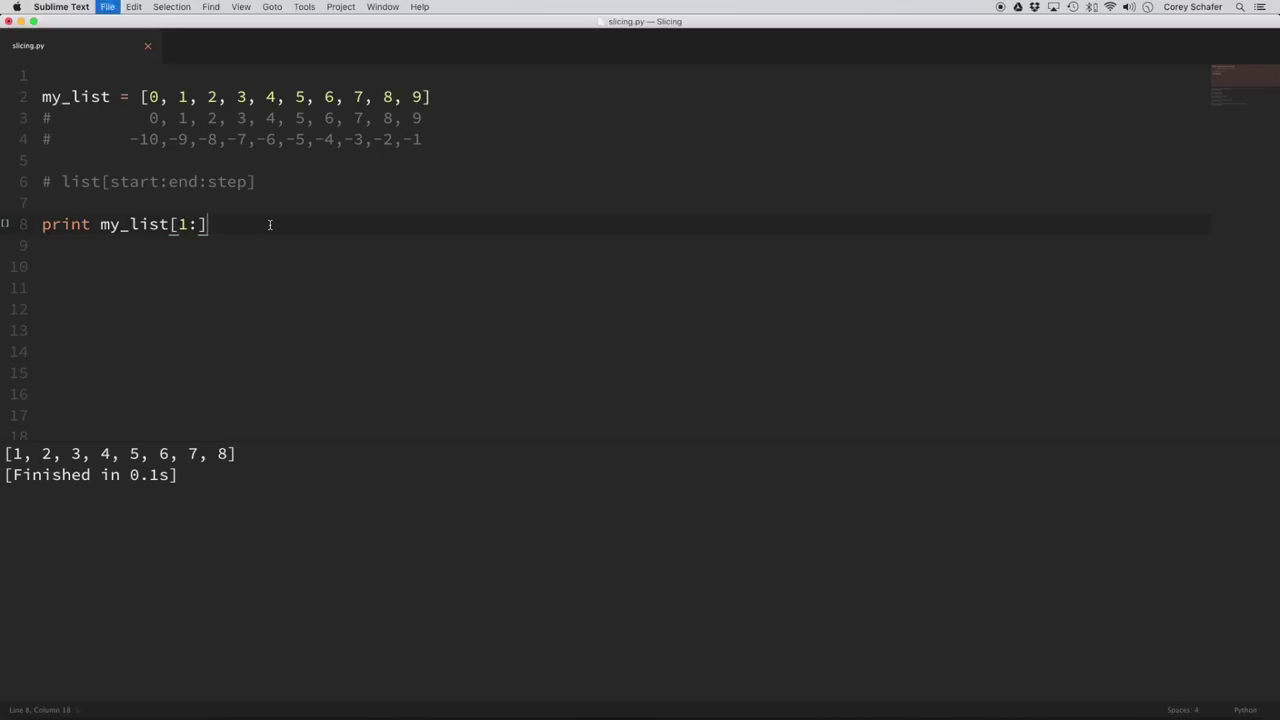 Sublime Text File Edit Selection Find View Goto Tools Project Window Help Corey Schafer
slicing.py — Slicing
slicing.py
1
2 my_list = [0, 1, 2, 3, 4, 5, 6, 7, 8, 9]
3 # 0, 1, 2, 3, 4, 5, 6, 7, 8, 9
4 # -10,-9,-8,-7,-6,-5,-4,-3,-2,-1
5
6 # list[start:end:step]
7
8 print my_list[1:]
9
10
11
12
13
14
15
16
17
18
[1, 2, 3, 4, 5, 6, 7, 8]
[Finished in 0.1s]
Line 8, Column 18 Spaces: 4 Python